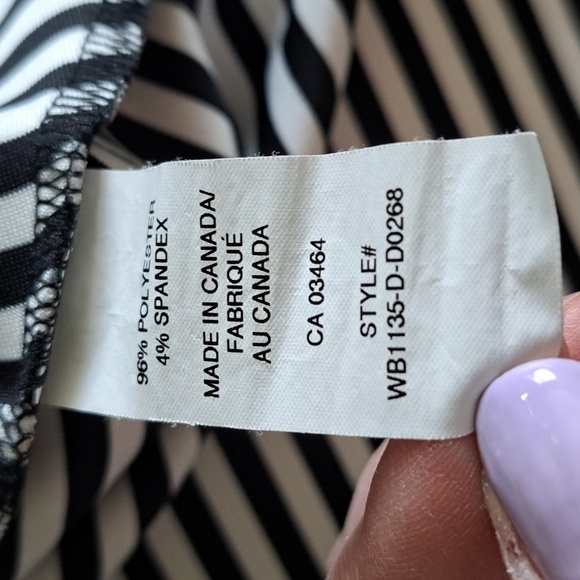 96% POLYESTER
4% SPANDEX
MADE IN CANADA/
FABRIQUÉ
AU CANADA
CA 03464
STYLE#
WB1135-D-D0268